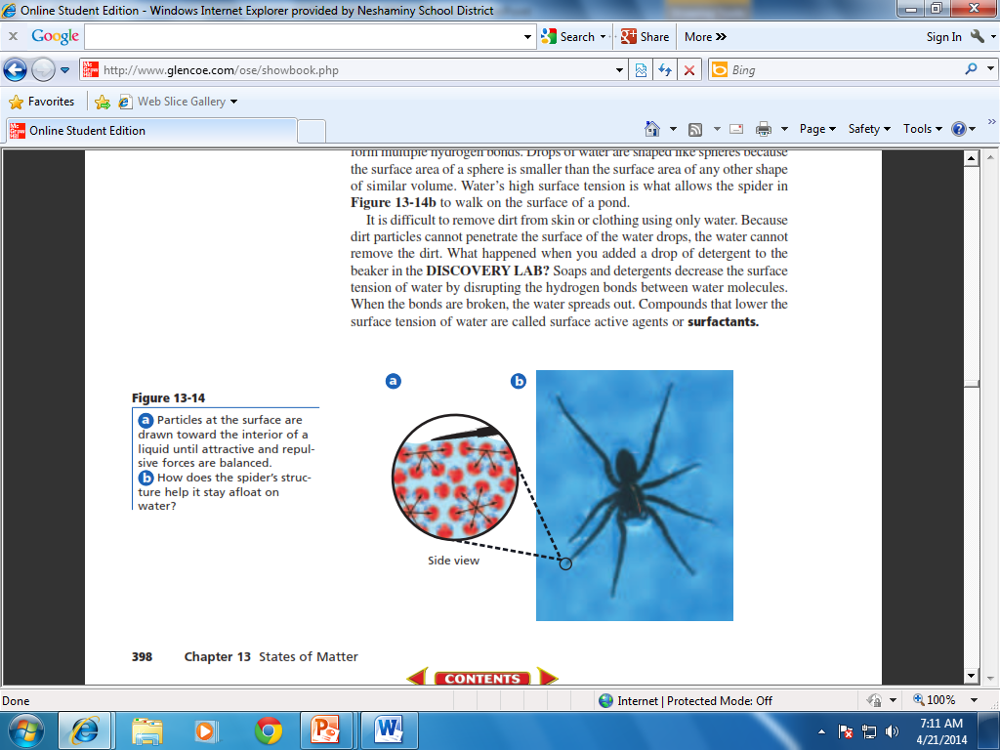 Online Student Edition - Windows Internet Explorer provided by Neshaminy School District
x Google Search Share More »» Sign In
http://www.glencoe.com/ose/showbook.php Bing
Favorites Web Slice Gallery
Online Student Edition Page Safety Tools
form multiple hydrogen bonds. Drops of water are shaped like spheres because
the surface area of a sphere is smaller than the surface area of any other shape
of similar volume. Water's high surface tension is what allows the spider in
Figure 13-14b to walk on the surface of a pond.
It is difficult to remove dirt from skin or clothing using only water. Because
dirt particles cannot penetrate the surface of the water drops, the water cannot
remove the dirt. What happened when you added a drop of detergent to the
beaker in the DISCOVERY LAB? Soaps and detergents decrease the surface
tension of water by disrupting the hydrogen bonds between water molecules.
When the bonds are broken, the water spreads out. Compounds that lower the
surface tension of water are called surface active agents or surfactants.
a b
Figure 13-14
a Particles at the surface are
drawn toward the interior of a
liquid until attractive and repul-
sive forces are balanced.
b How does the spider's struc-
ture help it stay afloat on
water?
Side view
398 Chapter 13 States of Matter
CONTENTS
Done Internet | Protected Mode: Off 100%
7:11 AM
4/21/2014